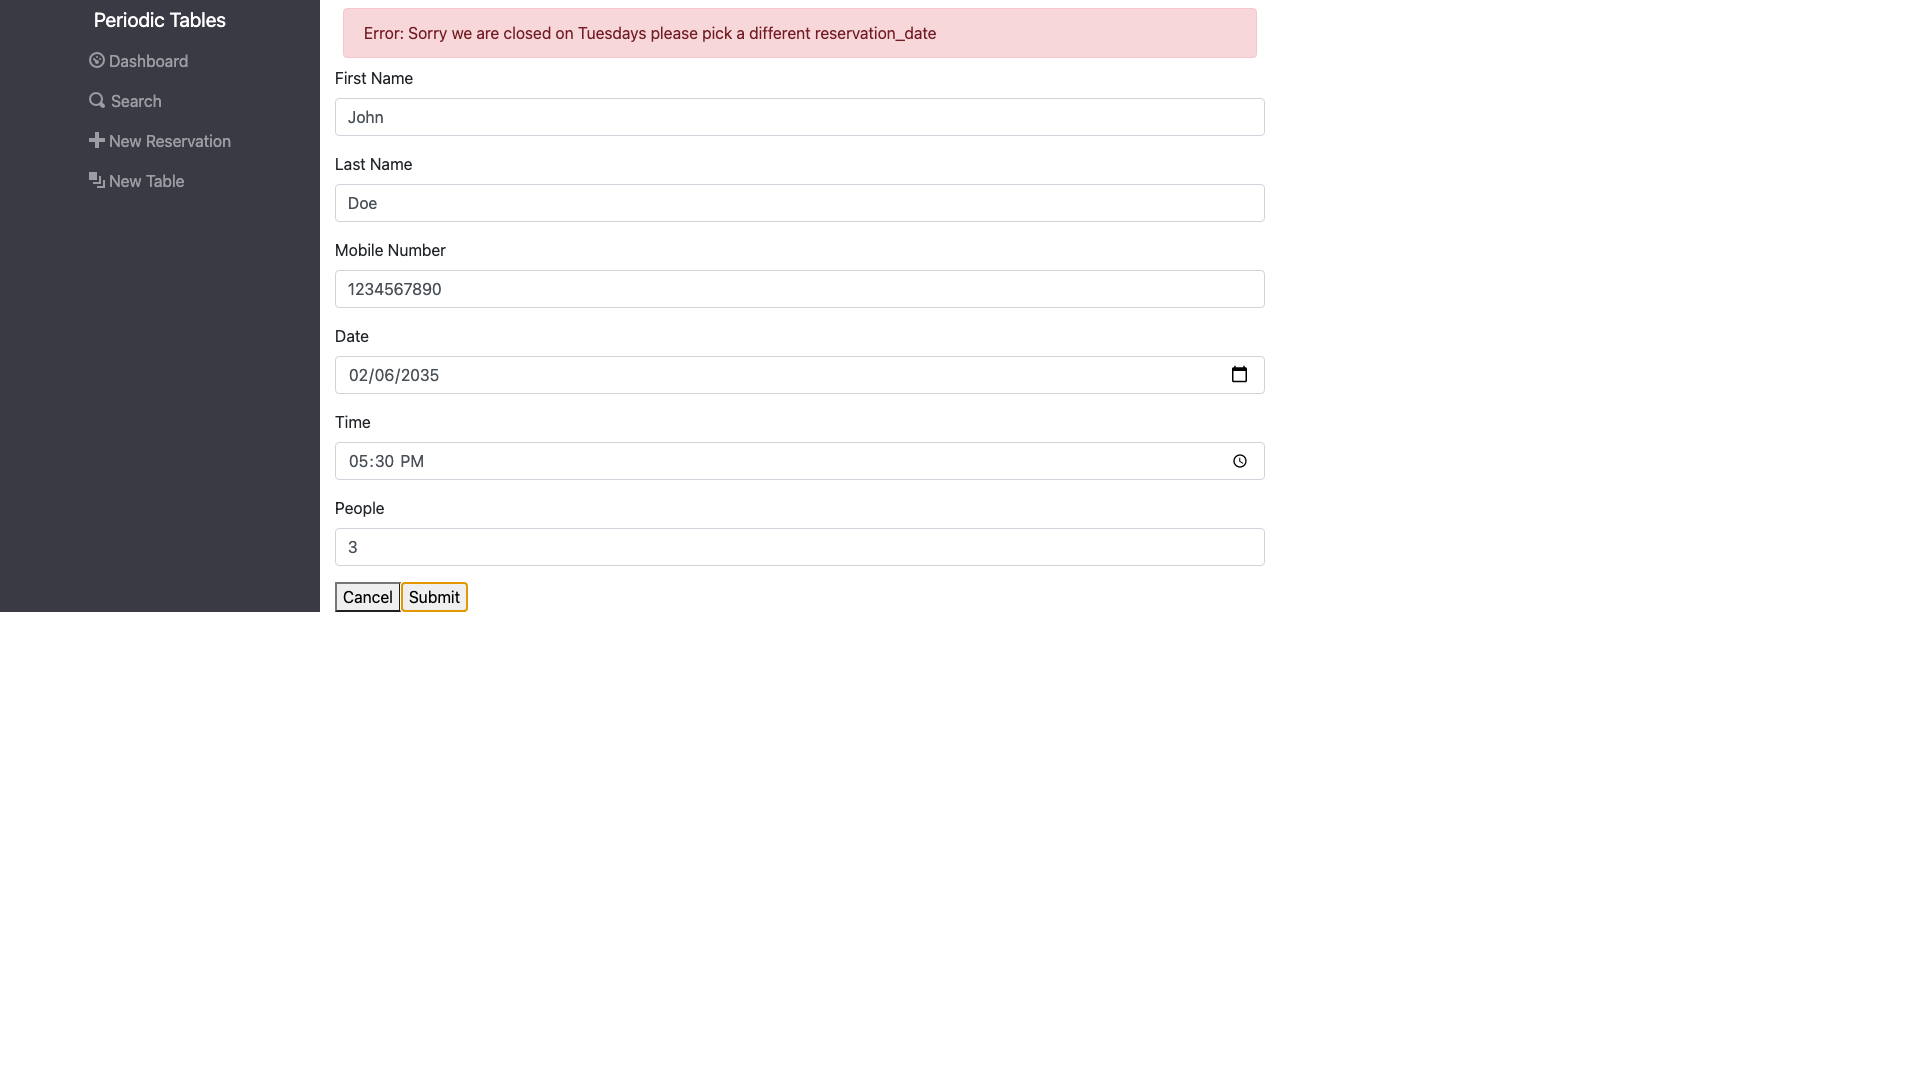 Periodic Tables
Dashboard
Search
New Reservation
New Table
Error: Sorry we are closed on Tuesdays please pick a different reservation_date
First Name
John
Last Name
Doe
Mobile Number
1234567890
Date
02/06/2035
Time
05:30 PM
People
3
Cancel Submit